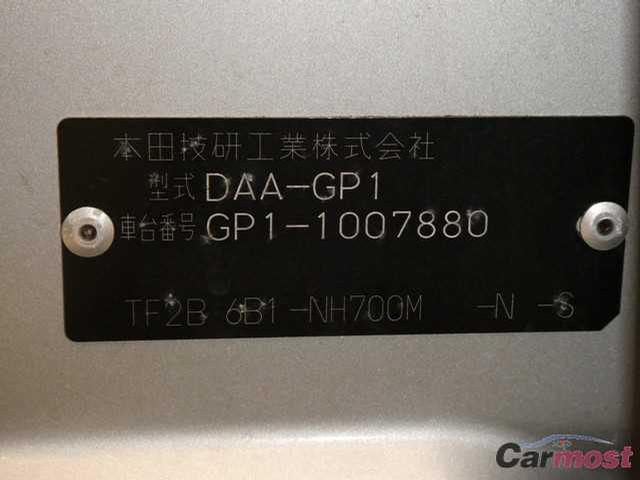 本田技研工業株式会社
型式 DAA-GP1
車台番号 GP1-1007880
TF2B 6B1-NH700M -N -S
Carmost